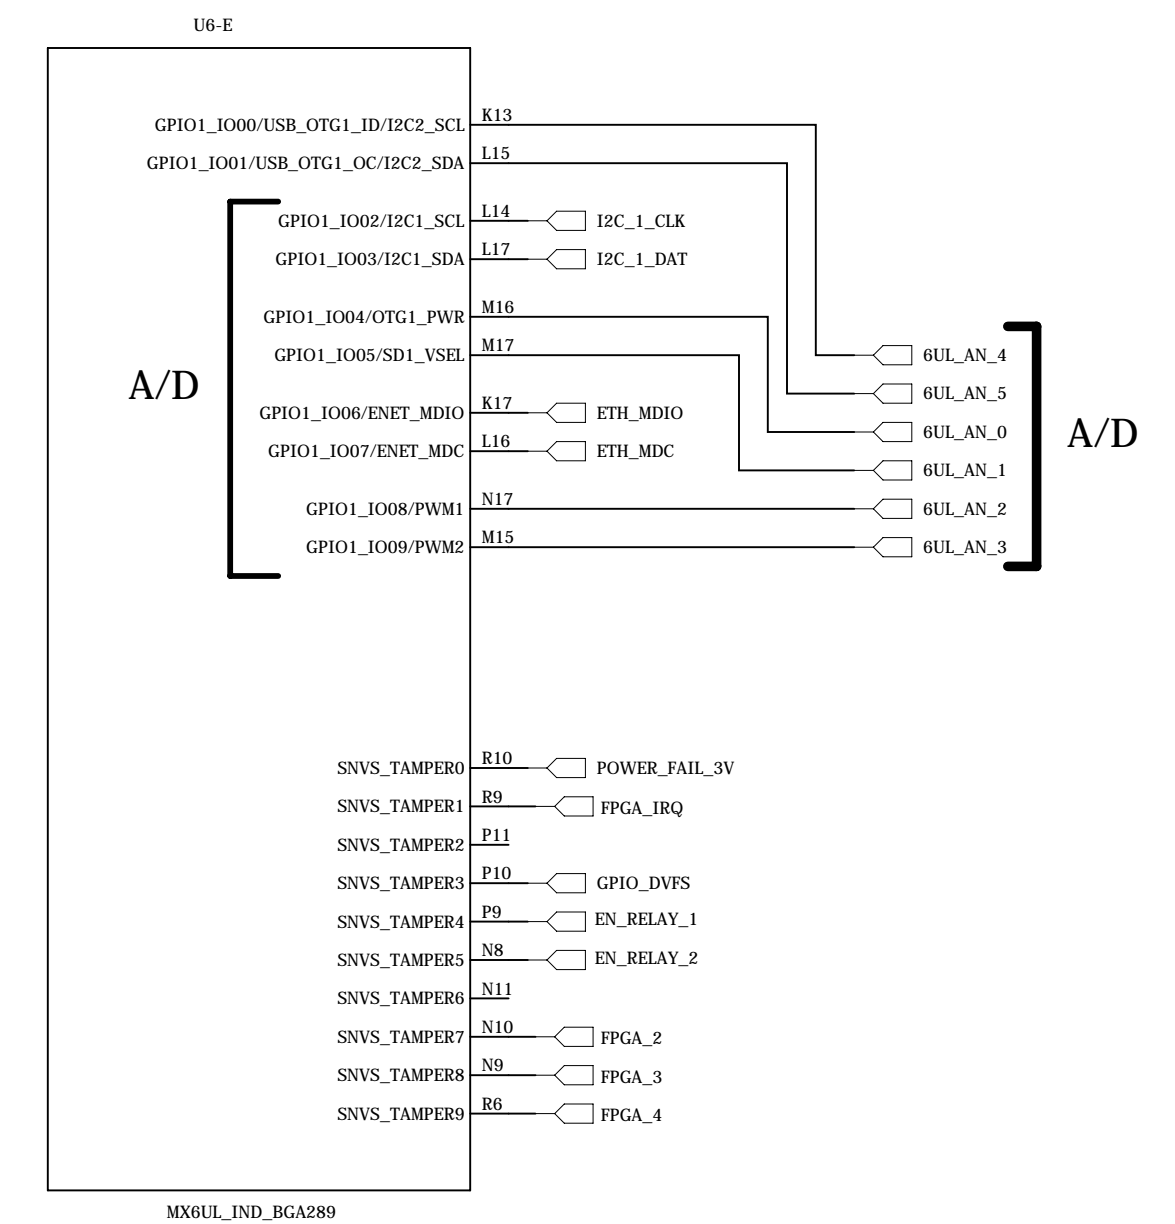 U6-E
GPIO1_IO00/USB_OTG1_ID/I2C2_SCL K13
GPIO1_IO01/USB_OTG1_OC/I2C2_SDA L15
GPIO1_IO02/I2C1_SCL L14 I2C_1_CLK
GPIO1_IO03/I2C1_SDA L17 I2C_1_DAT
GPIO1_IO04/OTG1_PWR M16
GPIO1_IO05/SD1_VSEL M17 6UL_AN_4
A/D
6UL_AN_5
GPIO1_IO06/ENET_MDIO K17 ETH_MDIO
6UL_AN_0
A/D
GPIO1_IO07/ENET_MDC L16 ETH_MDC
6UL_AN_1
GPIO1_IO08/PWM1 N17 6UL_AN_2
GPIO1_IO09/PWM2 M15 6UL_AN_3
SNVS_TAMPER0 R10 POWER_FAIL_3V
SNVS_TAMPER1 R9 FPGA_IRQ
SNVS_TAMPER2 P11
SNVS_TAMPER3 P10 GPIO_DVFS
SNVS_TAMPER4 P9 EN_RELAY_1
SNVS_TAMPER5 N8 EN_RELAY_2
SNVS_TAMPER6 N11
SNVS_TAMPER7 N10 FPGA_2
SNVS_TAMPER8 N9 FPGA_3
SNVS_TAMPER9 R6 FPGA_4
MX6UL_IND_BGA289